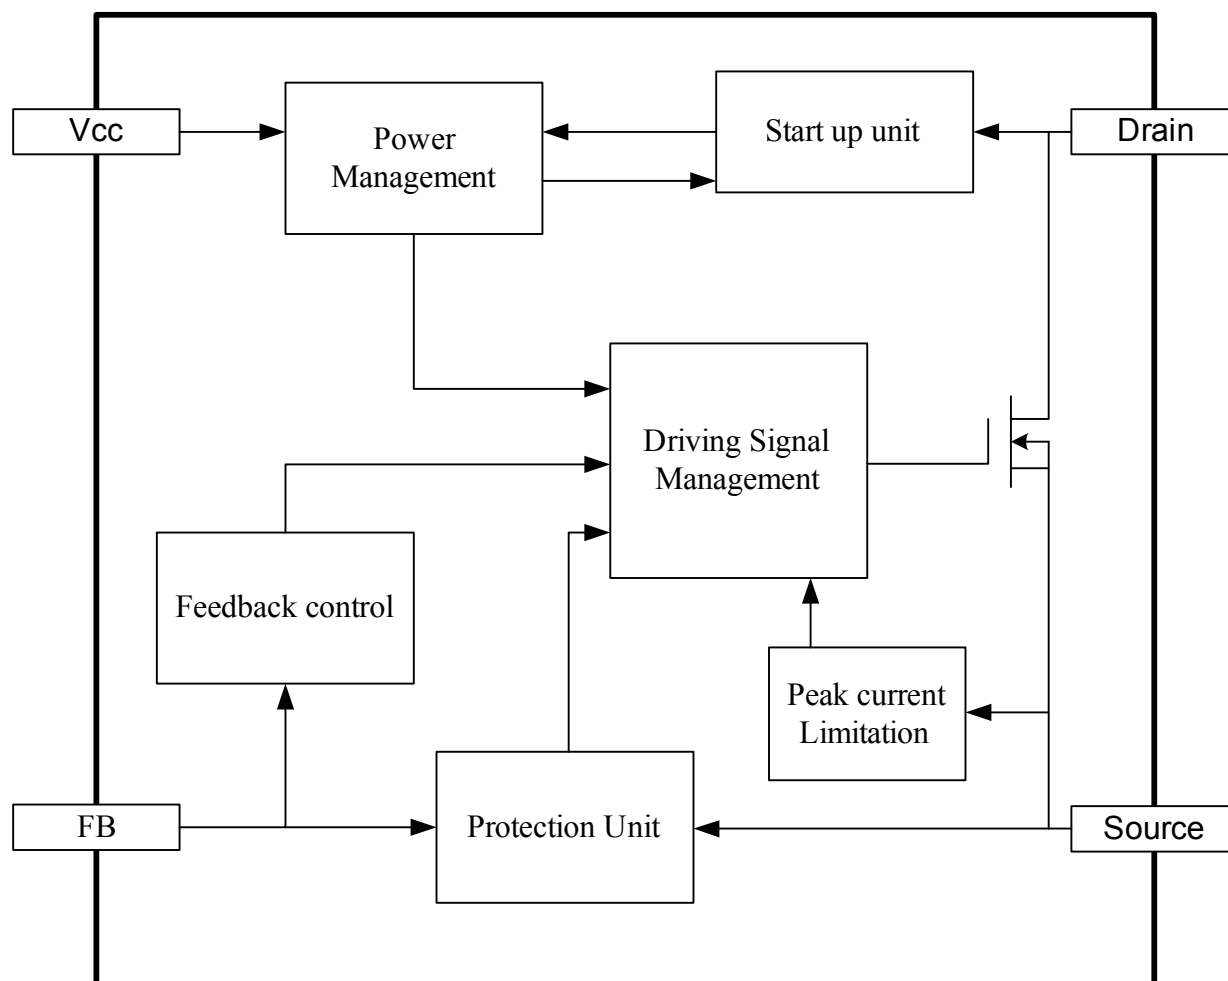 Vcc
Power
Management
Start up unit
Drain
Driving Signal
Management
Feedback control
Peak current
Limitation
FB
Protection Unit
Source